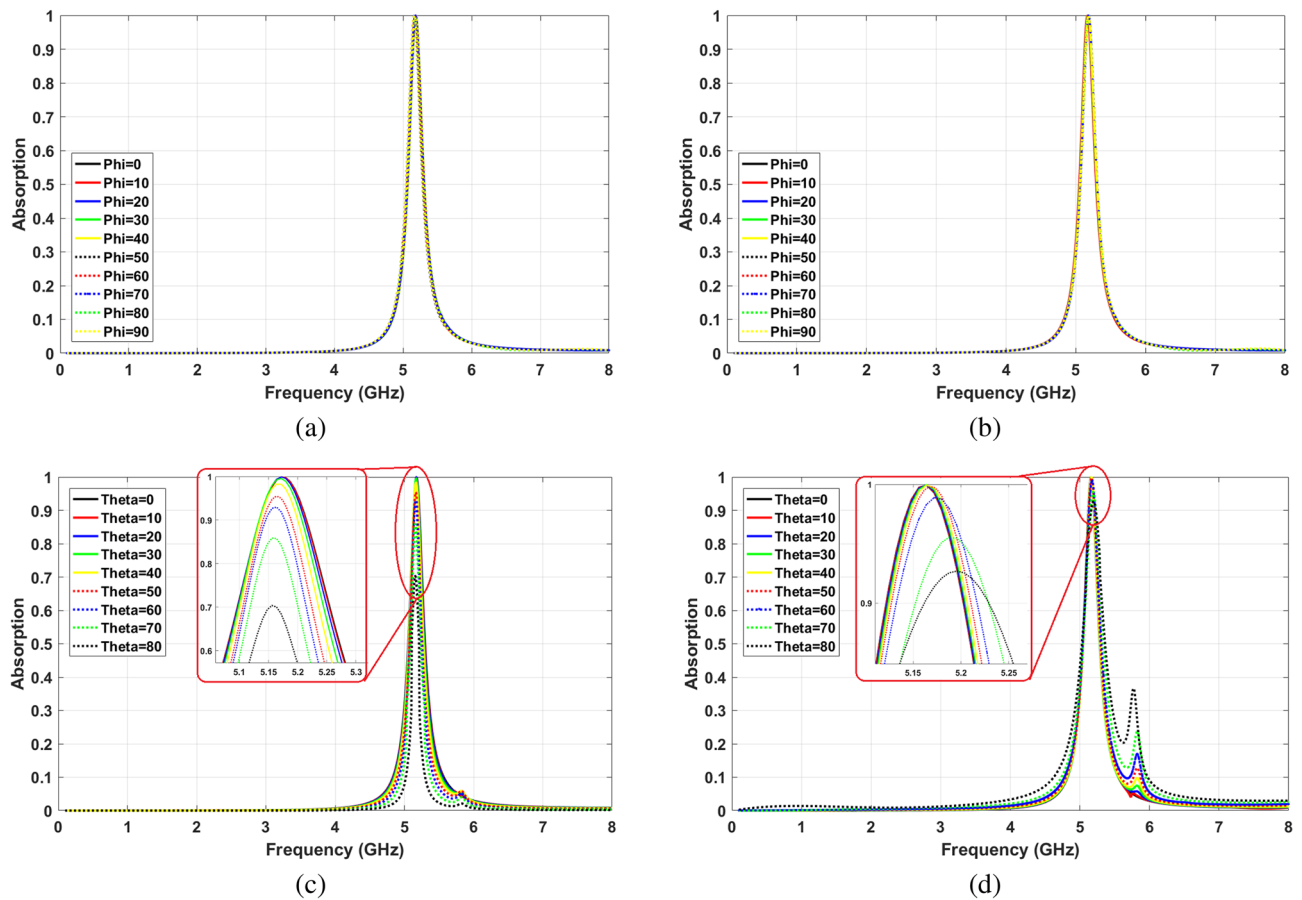 1
0.9
0.8
0.7
0.6
0.5
0.4
0.3
0.2
0.1
0
Absorption
Phi=0
Phi=10
Phi=20
Phi=30
Phi=40
Phi=50
Phi=60
Phi=70
Phi=80
Phi=90
0 1 2 3 4 5 6 7 8
Frequency (GHz)
(a)
1
0.9
0.8
0.7
0.6
0.5
0.4
0.3
0.2
0.1
0
Absorption
Phi=0
Phi=10
Phi=20
Phi=30
Phi=40
Phi=50
Phi=60
Phi=70
Phi=80
Phi=90
0 1 2 3 4 5 6 7 8
Frequency (GHz)
(b)
1
0.9
0.8
0.7
0.6
0.5
0.4
0.3
0.2
0.1
0
Absorption
Theta=0
Theta=10
Theta=20
Theta=30
Theta=40
Theta=50
Theta=60
Theta=70
Theta=80
1
0.9
0.8
0.7
0.6
5.1 5.15 5.2 5.25 5.3
0 1 2 3 4 5 6 7 8
Frequency (GHz)
(c)
1
0.9
0.8
0.7
0.6
0.5
0.4
0.3
0.2
0.1
0
Absorption
Theta=0
Theta=10
Theta=20
Theta=30
Theta=40
Theta=50
Theta=60
Theta=70
Theta=80
1
0.9
5.15 5.2 5.25
0 1 2 3 4 5 6 7 8
Frequency (GHz)
(d)